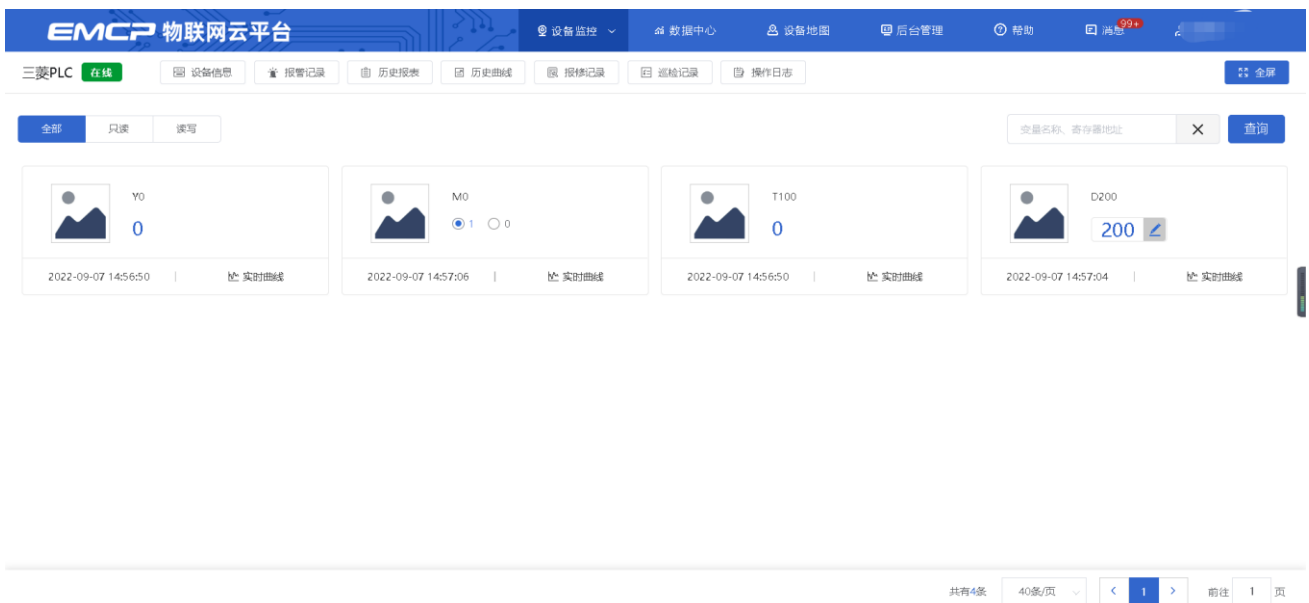 EMCP 物联网云平台 设备监控 数据中心 设备地图 后台管理 帮助 消息 99+
三菱PLC 在线 设备信息 报警记录 历史报表 历史曲线 报修记录 巡检记录 操作日志 全屏
全部 只读 读写 变量名称、寄存器地址 查询
Y0 M0 T100 D200
0 1 0 0 200
2022-09-07 14:56:50 | 实时曲线 2022-09-07 14:57:06 | 实时曲线 2022-09-07 14:56:50 | 实时曲线 2022-09-07 14:57:04 | 实时曲线
共有4条 40条/页 < 1 > 前往 1 页